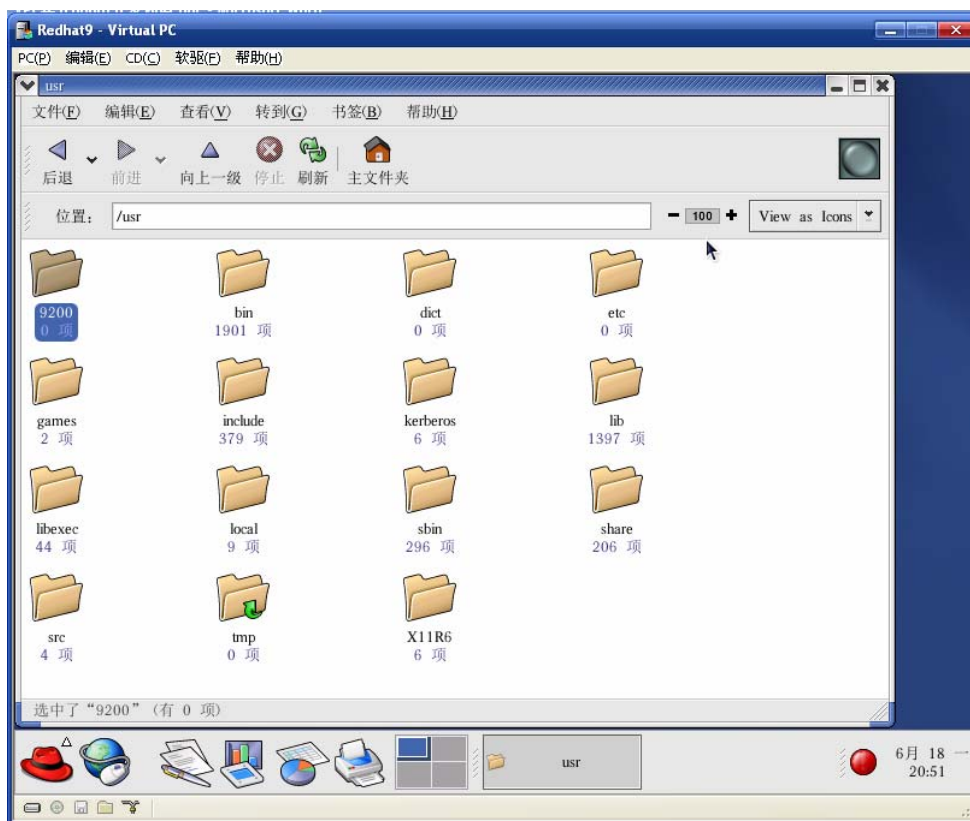 Redhat9 - Virtual PC
PC(P) 编辑(E) CD(C) 软驱(F) 帮助(H)
usr
文件(F) 编辑(E) 查看(V) 转到(G) 书签(B) 帮助(H)
后退 前进 向上一级 停止 刷新 主文件夹
位置: /usr 100 View as Icons
9200 bin dict etc
0 项 1901 项 0 项 0 项
games include kerberos lib
2 项 379 项 6 项 1397 项
libexec local sbin share
44 项 9 项 296 项 206 项
src tmp X11R6
4 项 0 项 6 项
选中了“9200” (有 0 项)
usr 6月 18 一
20:51